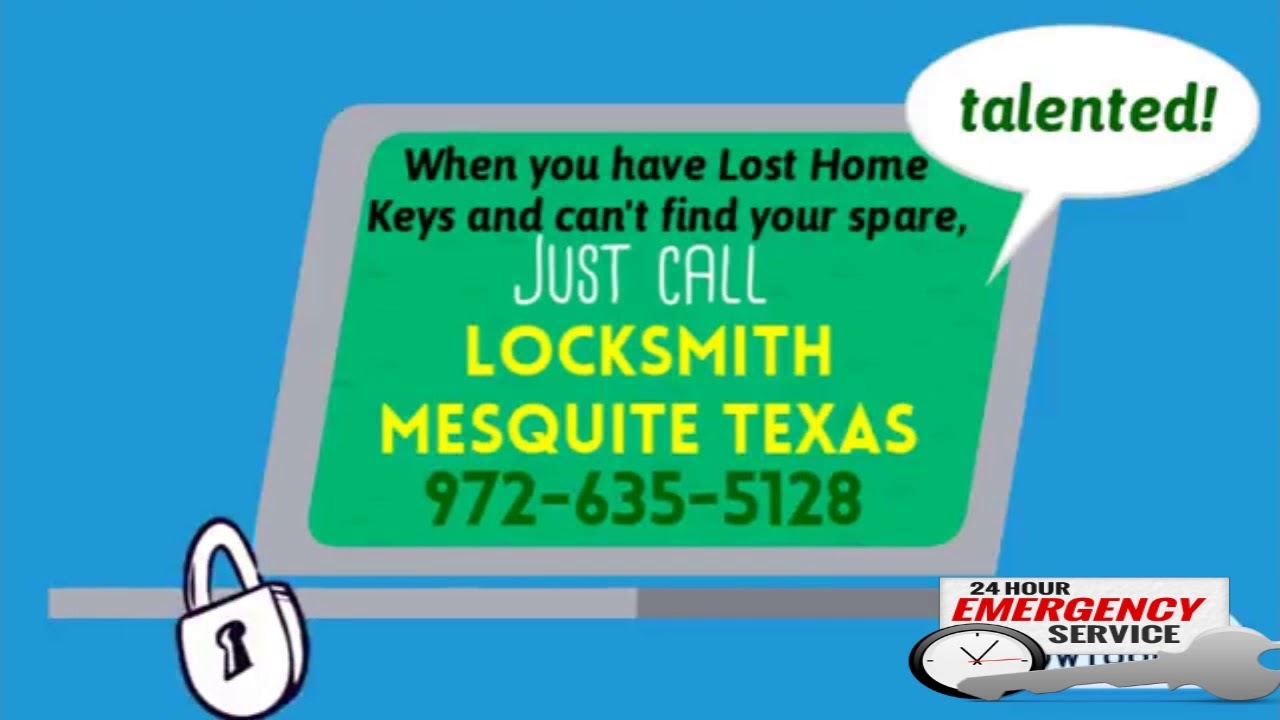 talented!
When you have Lost Home
Keys and can't find your spare,
JUST CALL
LOCKSMITH
MESQUITE TEXAS
972-635-5128
24 HOUR
EMERGENCY
SERVICE